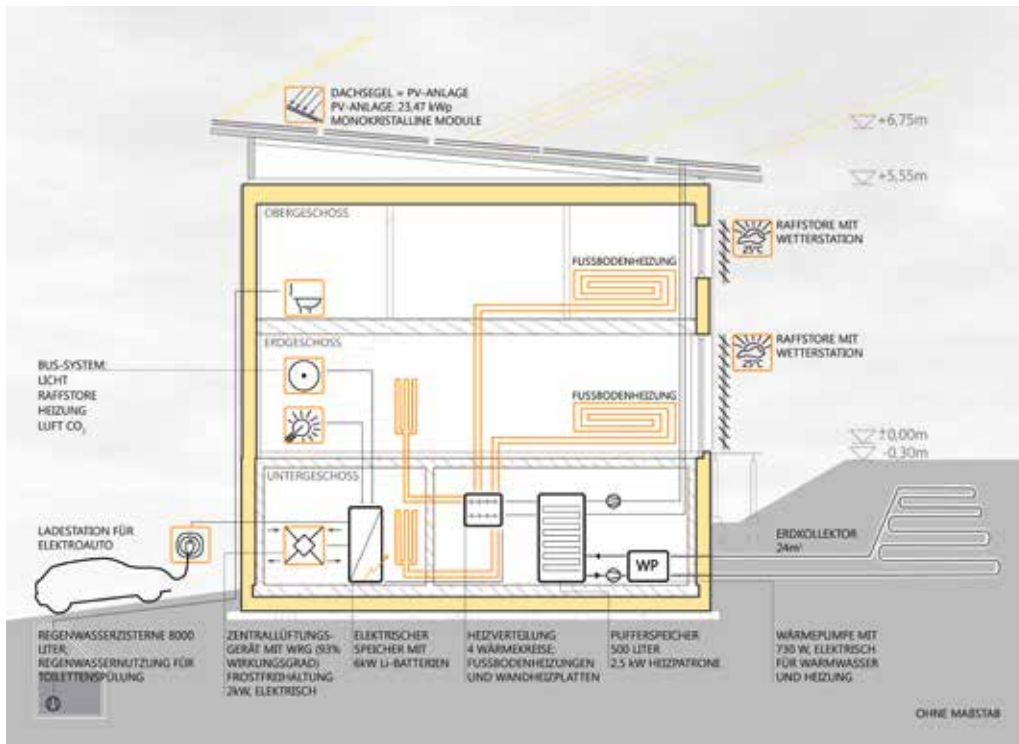 DACHSEGEL = PV-ANLAGE
PV-ANLAGE: 23,47 kWp
MONOKRISTALLINE MODULE
+6,75m
+5,55m
OBERGESCHOSS
RAFFSTORE MIT
WETTERSTATION
25°C
FUSSBODENHEIZUNG
ERDGESCHOSS
RAFFSTORE MIT
WETTERSTATION
25°C
BUS-SYSTEM:
LICHT
RAFFSTORE
HEIZUNG
LUFT CO₂
FUSSBODENHEIZUNG
±0,00m
-0,30m
UNTERGESCHOSS
LADESTATION FÜR
ELEKTROAUTO
ERDKOLLEKTOR
24m²
WP
REGENWASSERZISTERNE 8000
LITER;
REGENWASSERNUTZUNG FÜR
TOILETTENSPÜLUNG
ZENTRALLÜFTUNGS-
GERÄT MIT WRG (93%
WIRKUNGSGRAD)
FROSTFREIHALTUNG
2kW, ELEKTRISCH
ELEKTRISCHER
SPEICHER MIT
6kW Li-BATTERIEN
HEIZVERTEILUNG
4 WÄRMEKREISE;
FUSSBODENHEIZUNGEN
UND WANDHEIZPLATTEN
PUFFERSPEICHER
500 LITER
2,5 kW HEIZPATRONE
WÄRMEPUMPE MIT
730 W, ELEKTRISCH
FÜR WARMWASSER
UND HEIZUNG
OHNE MAßSTAB